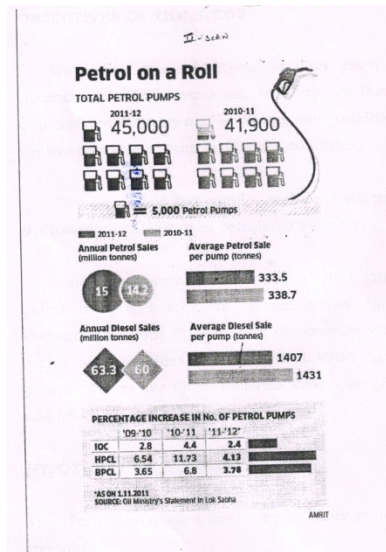 II - SCAN
Petrol on a Roll
TOTAL PETROL PUMPS
2011-12
45,000
2010-11
41,900
= 5,000 Petrol Pumps
2011-12
2010-11
Annual Petrol Sales
(million tonnes)
15
14.2
Average Petrol Sale
per pump (tonnes)
333.5
338.7
Annual Diesel Sales
(million tonnes)
63.3
60
Average Diesel Sale
per pump (tonnes)
1407
1431
PERCENTAGE INCREASE IN No. OF PETROL PUMPS
'09-'10 '10-'11 '11-'12*
IOC 2.8 4.4 2.4
HPCL 6.54 11.73 4.13
BPCL 3.65 6.8 3.78
*AS ON 1.11.2011
SOURCE: Oil Ministry's Statement in Lok Sabha
AMRIT